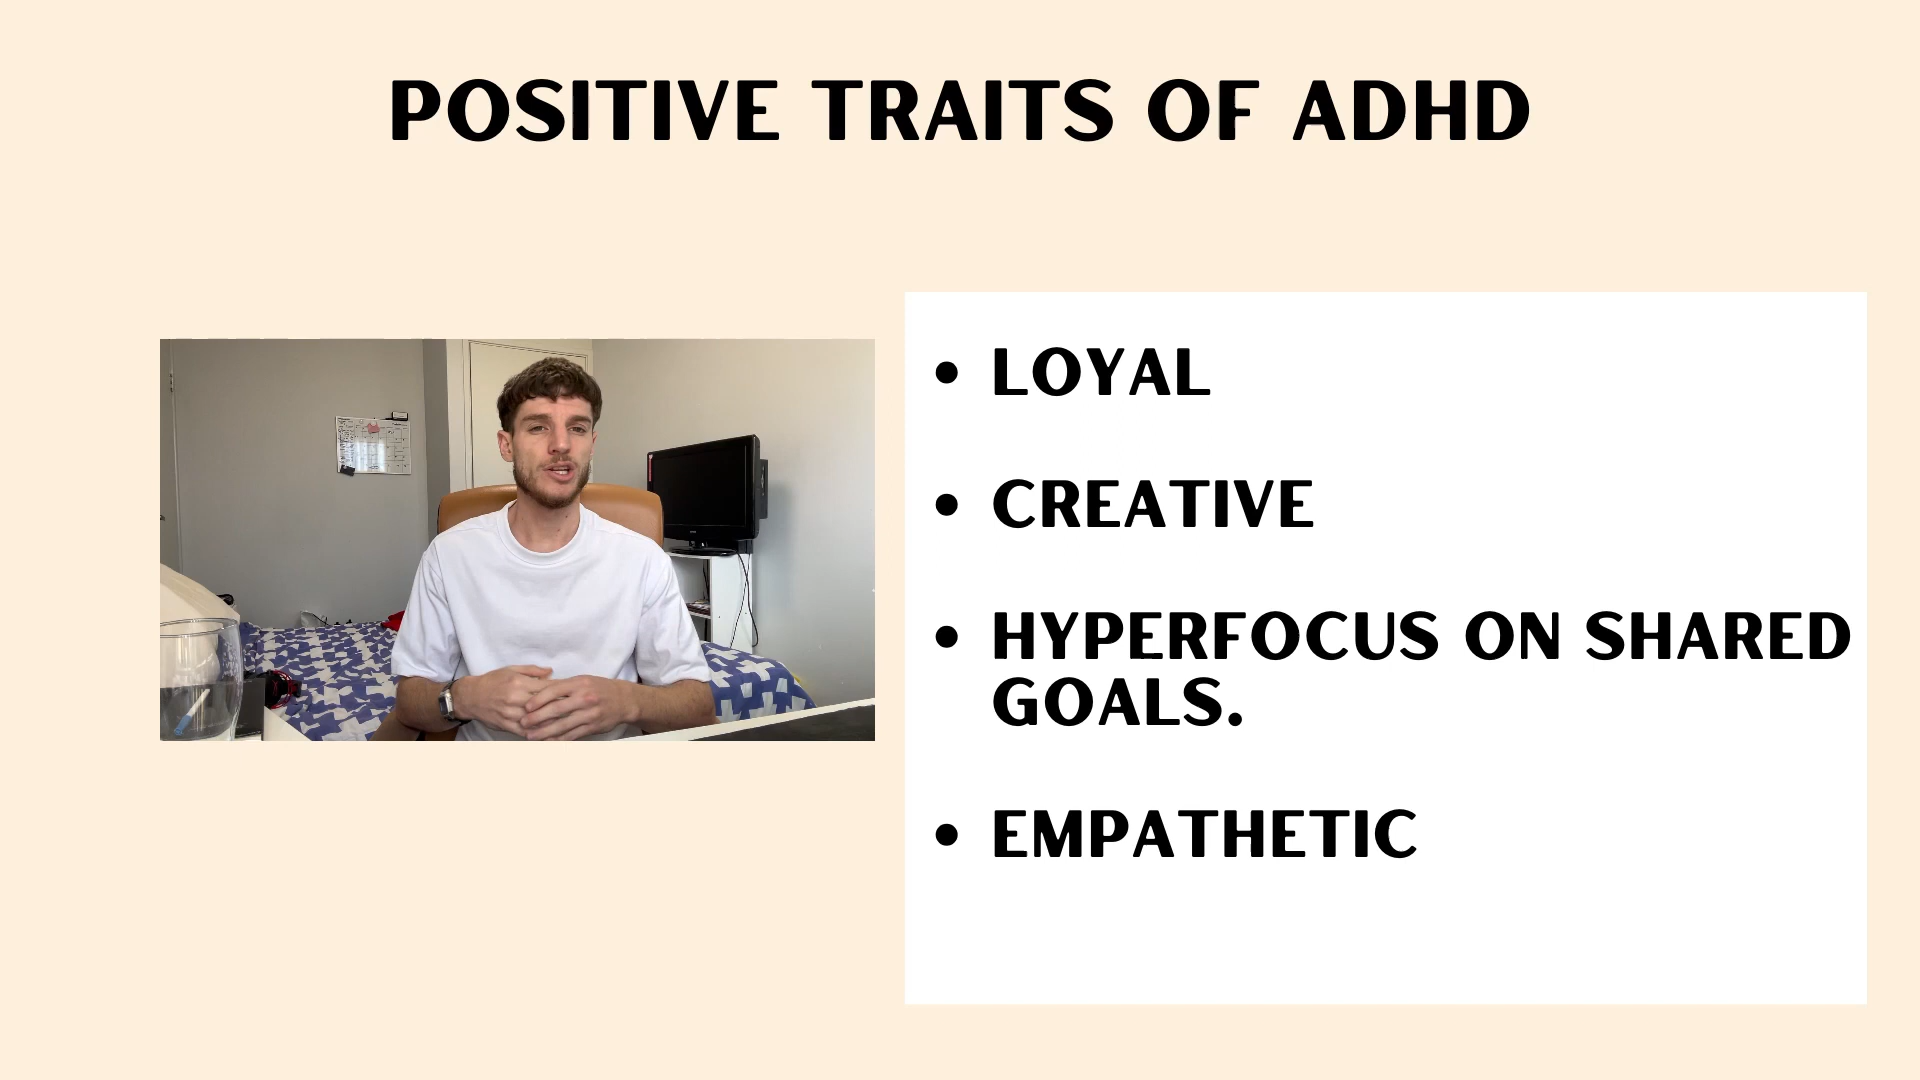 POSITIVE TRAITS OF ADHD
• LOYAL
• CREATIVE
• HYPERFOCUS ON SHARED
GOALS.
• EMPATHETIC